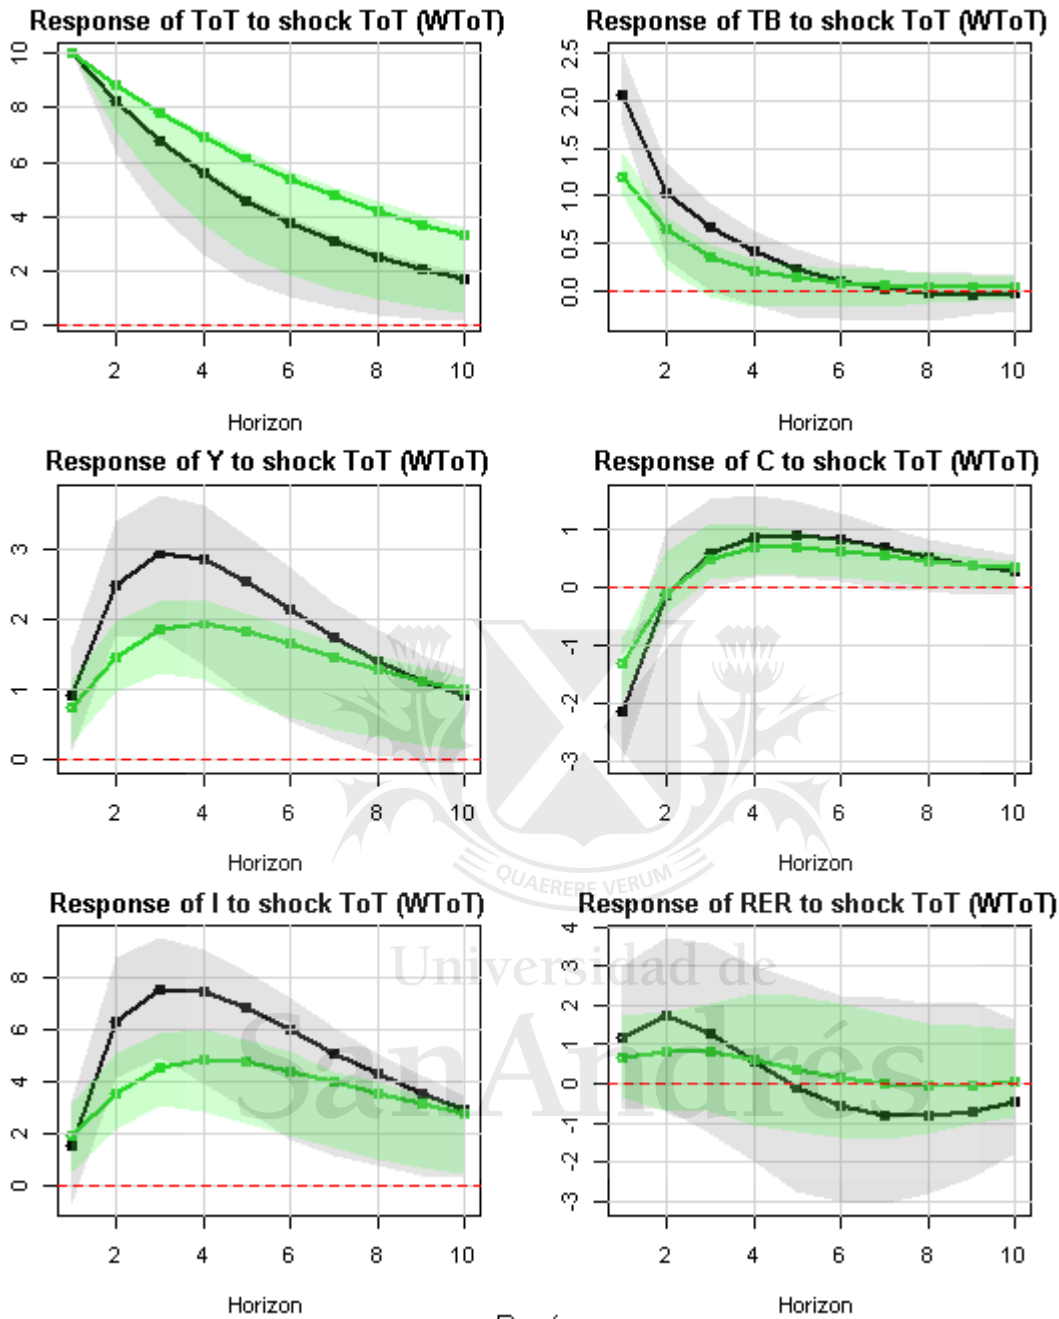 Response of ToT to shock ToT (WToT)
0 2 4 6 8 10
2 4 6 8 10
Horizon
Response of TB to shock ToT (WToT)
0.0 0.5 1.0 1.5 2.0 2.5
2 4 6 8 10
Horizon
Response of Y to shock ToT (WToT)
0 1 2 3
2 4 6 8 10
Horizon
Response of C to shock ToT (WToT)
-3 -2 -1 0 1
2 4 6 8 10
Horizon
QUAERERE VERUM
Universidad de
SanAndrés
Response of I to shock ToT (WToT)
0 2 4 6 8
2 4 6 8 10
Horizon
Response of RER to shock ToT (WToT)
-3 -2 -1 0 1 2 3 4
2 4 6 8 10
Horizon